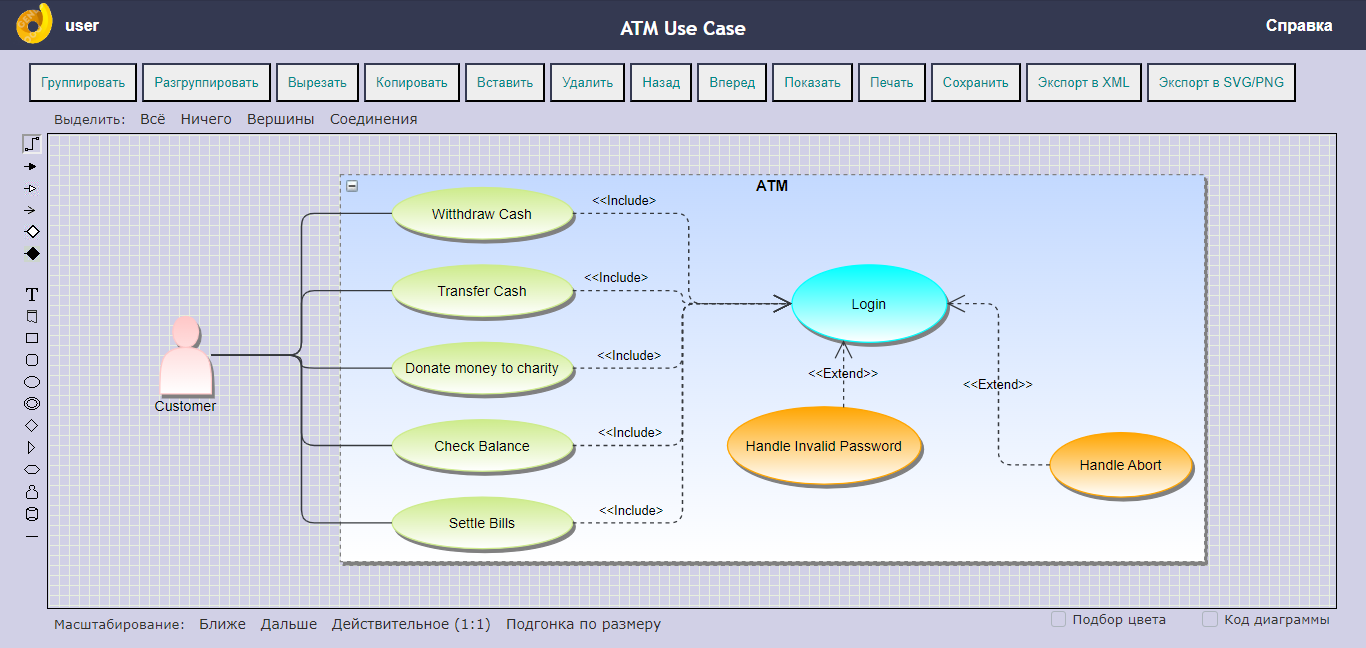 user
ATM Use Case
Справка
Группировать
Разгруппировать
Вырезать
Копировать
Вставить
Удалить
Назад
Вперед
Показать
Печать
Сохранить
Экспорт в XML
Экспорт в SVG/PNG
Выделить: Всё Ничего Вершины Соединения
T
ATM
Witthdraw Cash
<<Include>>
Transfer Cash
<<Include>>
Login
Donate money to charity
<<Include>>
<<Extend>>
<<Extend>>
Customer
Check Balance
<<Include>>
Handle Invalid Password
Handle Abort
Settle Bills
<<Include>>
Масштабирование: Ближе Дальше Действительное (1:1) Подгонка по размеру
Подбор цвета
Код диаграммы